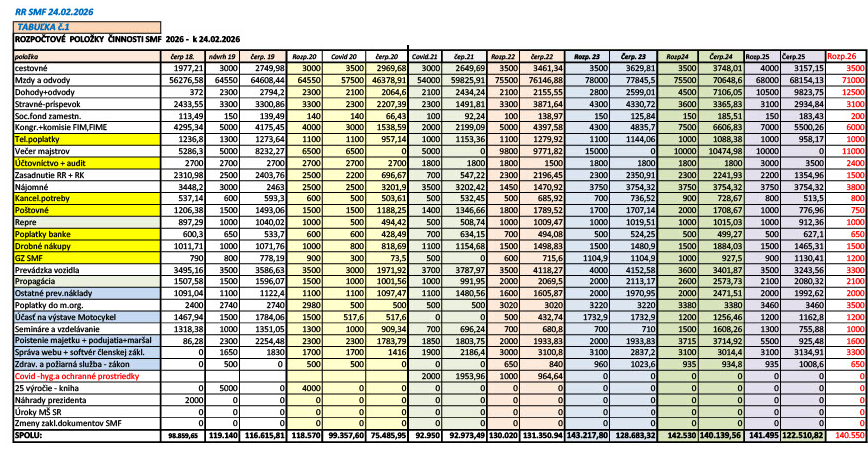 RR SMF 24.02.2026
TABUĽKA č.1
ROZPOČTOVÉ POLOŽKY ČINNOSTI SMF 2026 - k 24.02.2026
položka čerp 18. návrh 19 čerp. 19 Rozp.20 Covid 20 čerp.20 Covid.21 čerp.21 Rozp.22 čerp.22 Rozp. 23 Čerp. 23 Rozp24 Čerp.24 Rozp.25 Čerp.25 Rozp.26
cestovné 1977,21 3000 2749,98 3000 3500 2969,68 3000 2649,69 3500 3461,34 3500 3629,81 3500 3748,01 4000 3157,15 3500
Mzdy a odvody 56276,58 64550 64608,44 64550 57500 46378,91 54000 59825,91 75500 76146,88 78000 77845,5 75500 70648,6 68000 68154,13 71000
Dohody+odvody 372 2300 2794,2 2300 2100 2064,6 2100 2434,24 2100 2155,55 2800 2599,01 4500 7106,05 10500 9823,75 12500
Stravné-príspevok 2433,55 3300 3300,86 3300 2300 2207,39 2300 1491,81 3300 3871,64 3300 4330,72 3600 3365,83 3100 2934,84 3100
Soc.fond zamestn. 113,49 150 139,49 140 140 66,43 100 92,24 100 138,97 150 125,84 150 185,51 150 183,43 200
Kongr.+komisie FIM,FIME 4295,34 5000 4175,45 4000 3000 1538,59 2000 2199,09 5000 4397,58 4300 4835,7 7500 6606,83 7000 5500,26 6000
Tel.poplatky 1236,8 1300 1273,64 1100 1100 957,14 1000 1153,36 1100 1279,92 1100 1144,06 1000 1088,38 1000 958,17 1000
Večer majstrov 5286,3 5000 8232,27 6500 6500 0 5000 0 9800 9771,82 15000 0 10000 10474,98 10000 0 11000
Účtovníctvo + audit 2700 2700 2700 2700 2700 2700 1800 1800 1800 1500 1800 1800 1800 1800 3000 3500 2400
Zasadnutie RR + RK 2310,98 2500 2403,76 2500 2200 696,67 700 547,22 2300 2196,45 2300 2350,91 2300 2241,93 2200 1354,96 1500
Nájomné 3448,2 3000 2463 2500 2500 3201,9 3500 3202,42 1450 1470,92 3750 3754,32 3750 3754,32 3750 3754,32 3800
Kancel.potreby 537,14 600 593,3 600 500 503,61 500 532,45 500 685,92 700 736,52 900 728,67 500 513,5 800
Poštovné 1206,38 1500 1493,06 1500 1500 1188,25 1400 1346,66 1800 1789,52 1700 1707,14 2000 1708,67 1000 776,96 750
Repre 897,29 1000 1040,02 1000 500 494,42 500 508,74 1000 1009,47 1000 1019,51 1000 1015,03 1000 912,36 1000
Poplatky banke 600,3 650 533,7 600 600 428,49 700 634,15 700 494,08 500 524,25 500 499,27 500 627,1 650
Drobné nákupy 1011,71 1000 1071,76 1000 800 818,69 1100 1154,68 1500 1498,83 1500 1480,9 1500 1884,03 1500 1465,31 1500
GZ SMF 790 800 778,19 900 300 73,5 500 0 600 715,6 1104,9 1104,9 1000 927,5 1000 1130,41 1200
Prevádzka vozidla 3495,16 3500 3586,63 3500 3000 1971,92 3700 3787,97 3500 4118,27 4000 4152,58 3600 3401,87 3500 3243,56 3300
Propagácia 1507,58 1500 1596,07 1500 1000 1001,56 1000 991,95 2000 2069,5 2000 2113,17 2600 2573,73 2100 2080,32 2100
Ostatné prev.náklady 1091,04 1100 1122,4 1100 1100 1097,47 1100 1480,56 1600 1605,87 2000 1970,95 2000 2471,51 2000 1992,62 2000
Poplatky do m.org. 2400 2740 2740 2980 500 500 500 500 3020 3020 3220 3220 3380 3380 3460 3460 3500
Účasť na výstave Motocykel 1467,94 1500 1784,06 1500 517,6 517,6 0 0 500 432,74 1732,9 1732,9 1200 1256,46 1200 1162,8 1200
Semináre a vzdelávanie 1318,38 1000 1351,05 1300 1000 909,34 700 696,24 700 680,8 700 710 1500 1608,26 1300 755,88 1000
Poistenie majetku + podujatia+maršal 86,28 2300 2254,48 2300 2300 1783,79 1850 1803,75 2000 1933,83 2000 1933,83 3715 3714,92 5500 925,48 1600
Správa webu + softvér členskej zákl. 0 1650 1830 1700 1700 1416 1900 2186,4 3000 3100,8 3100 2837,2 3100 3014,4 3100 3134,91 3300
Zdrav. a požiarná služba - zákon 0 500 0 500 500 0 0 0 650 840 960 1023,6 935 934,8 935 1008,6 650
Covid -hyg.a ochranné prostriedky 2000 1953,96 1000 964,64 0 0 0 0 0 0 0
25 výročie - kniha 0 5000 0 4000 0 0 0 0 0 0 0 0 0 0 0 0 0
Náhrady prezidenta 2000 0 0 0 0 0 0 0 0 0 0 0 0 0 0 0 0
Úroky MŠ SR 0 0 0 0 0 0 0 0 0 0 0 0 0 0 0 0 0
Zmeny zakl.dokumentov SMF 0 0 0 0 0 0 0 0 0 0 0 0 0 0 0 0 0
SPOLU: 98.859,65 119.140 116.615,81 118.570 99.357,60 75.485,95 92.950 92.973,49 130.020 131.350,94 143.217,80 128.683,32 142.530 140.139,56 141.495 122.510,82 140.550